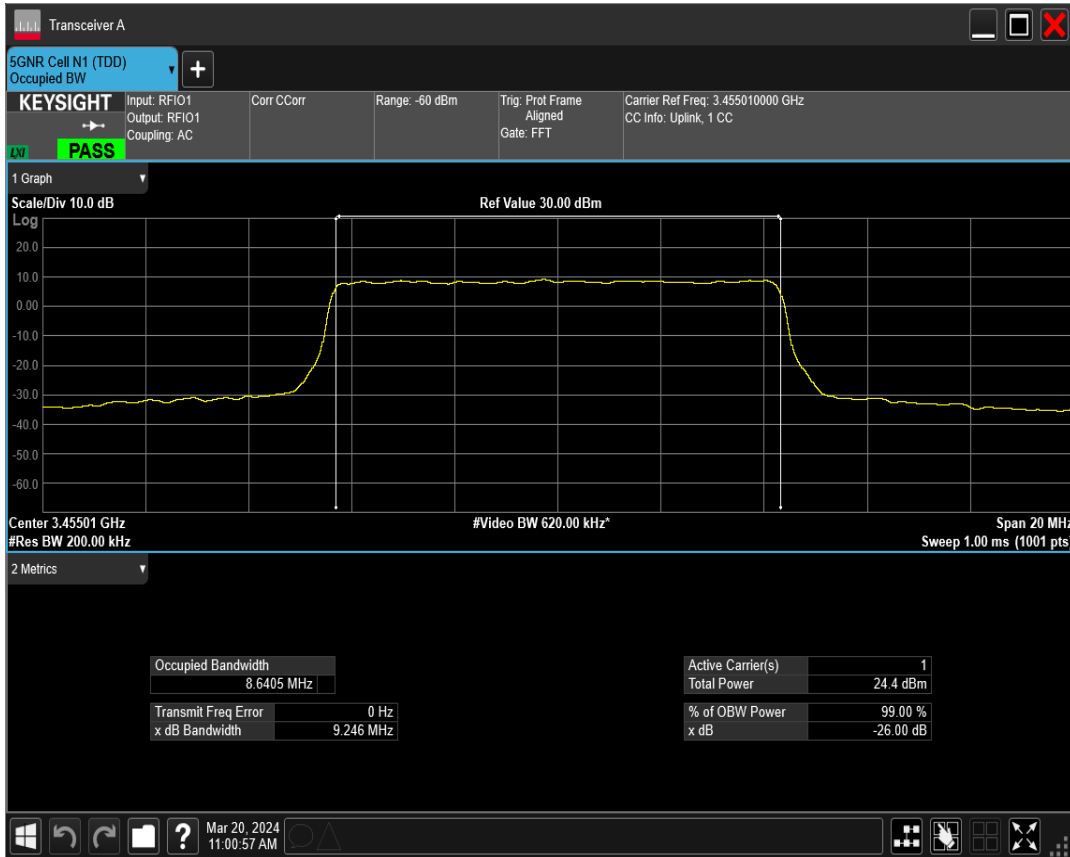 Transceiver A
5GNR Cell N1 (TDD)
Occupied BW
+
KEYSIGHT
LXI
PASS
Input: RFIO1
Output: RFIO1
Coupling: AC
Corr CCorr
Range: -60 dBm
Trig: Prot Frame
Aligned
Gate: FFT
Carrier Ref Freq: 3.455010000 GHz
CC Info: Uplink, 1 CC
1 Graph
Scale/Div 10.0 dB
Ref Value 30.00 dBm
Log
20.0
10.0
0.00
-10.0
-20.0
-30.0
-40.0
-50.0
-60.0
Center 3.45501 GHz
#Video BW 620.00 kHz*
Span 20 MHz
#Res BW 200.00 kHz
Sweep 1.00 ms (1001 pts)
2 Metrics
Occupied Bandwidth
8.6405 MHz
Transmit Freq Error 0 Hz
x dB Bandwidth 9.246 MHz
Active Carrier(s) 1
Total Power 24.4 dBm
% of OBW Power 99.00 %
x dB -26.00 dB
?
Mar 20, 2024
11:00:57 AM